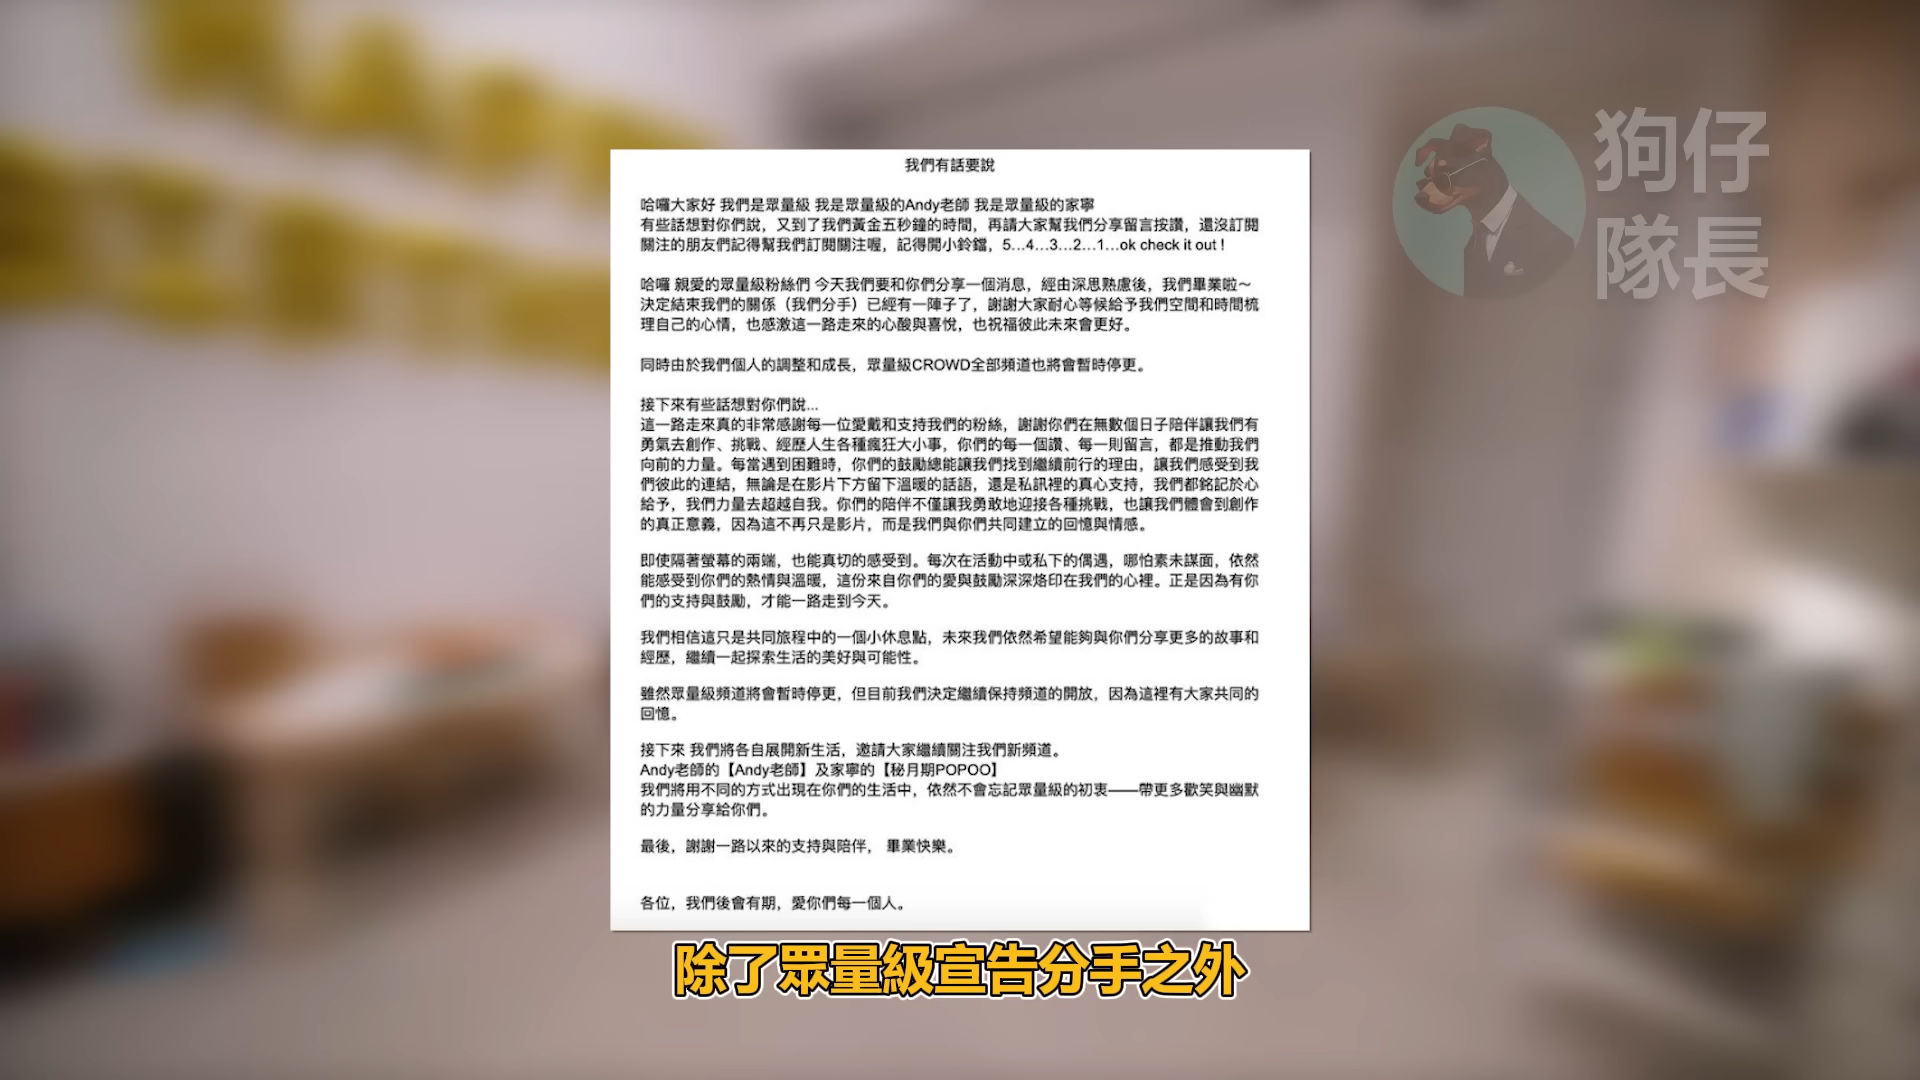 狗仔
隊長
我們有話要說
哈囉大家好 我們是眾量級 我是眾量級的Andy老師 我是眾量級的家寧
有些話想對你們說，又到了我們黃金五秒鐘的時間，再請大家幫我們分享留言按讚，還沒訂閱
關注的朋友們記得幫我們訂閱關注喔，記得開小鈴鐺，5…4…3…2…1…ok check it out !
哈囉 親愛的眾量級粉絲們 今天我們要和你們分享一個消息，經由深思熟慮後，我們畢業啦～
決定結束我們的關係（我們分手）已經有一陣子了，謝謝大家耐心等候給予我們空間和時間梳
理自己的心情，也感激這一路走來的心酸與喜悅，也祝福彼此未來會更好。
同時由於我們個人的調整和成長，眾量級CROWD全部頻道也將會暫時停更。
接下來有些話想對你們說...
這一路走來真的非常感謝每一位愛戴和支持我們的粉絲，謝謝你們在無數個日子陪伴讓我們有
勇氣去創作、挑戰、經歷人生各種瘋狂大小事，你們的每一個讚、每一則留言，都是推動我們
向前的力量。每當遇到困難時，你們的鼓勵總能讓我們找到繼續前行的理由，讓我們感受到我
們彼此的連結，無論是在影片下方留下溫暖的話語，還是私訊裡的真心支持，我們都銘記於心
給予，我們力量去超越自我。你們的陪伴不僅讓我勇敢地迎接各種挑戰，也讓我們體會到創作
的真正意義，因為這不再只是影片，而是我們與你們共同建立的回憶與情感。
即使隔著螢幕的兩端，也能真切的感受到。每次在活動中或私下的偶遇，哪怕素未謀面，依然
能感受到你們的熱情與溫暖，這份來自你們的愛與鼓勵深深烙印在我們的心裡。正是因為有你
們的支持與鼓勵，才能一路走到今天。
我們相信這只是共同旅程中的一個小休息點，未來我們依然希望能夠與你們分享更多的故事和
經歷，繼續一起探索生活的美好與可能性。
雖然眾量級頻道將會暫時停更，但目前我們決定繼續保持頻道的開放，因為這裡有大家共同的
回憶。
接下來 我們將各自展開新生活，邀請大家繼續關注我們新頻道。
Andy老師的【Andy老師】及家寧的【秘月期POPOO】
我們將用不同的方式出現在你們的生活中，依然不會忘記眾量級的初衷——帶更多歡笑與幽默
的力量分享給你們。
最後，謝謝一路以來的支持與陪伴， 畢業快樂。
各位，我們後會有期，愛你們每一個人。
除了眾量級宣告分手之外